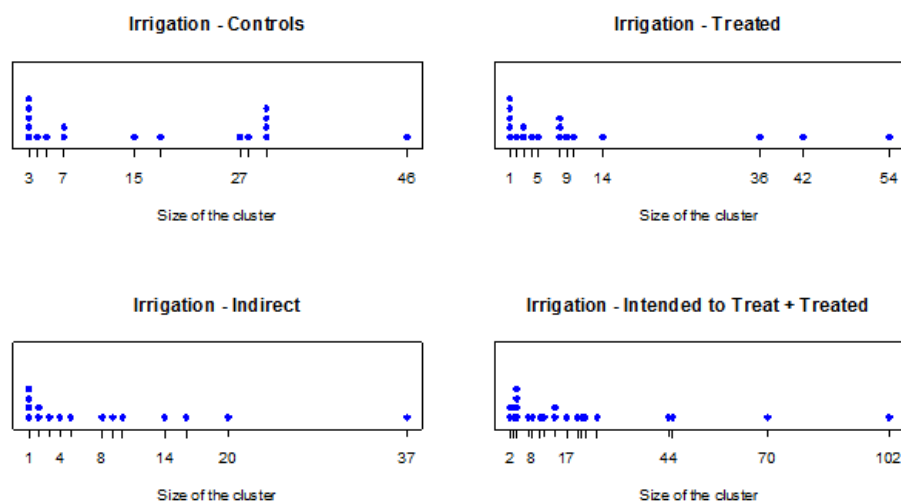 Irrigation - Controls
3 7 15 27 46
Size of the cluster
Irrigation - Treated
1 5 9 14 36 42 54
Size of the cluster
Irrigation - Indirect
1 4 8 14 20 37
Size of the cluster
Irrigation - Intended to Treat + Treated
2 8 17 44 70 102
Size of the cluster